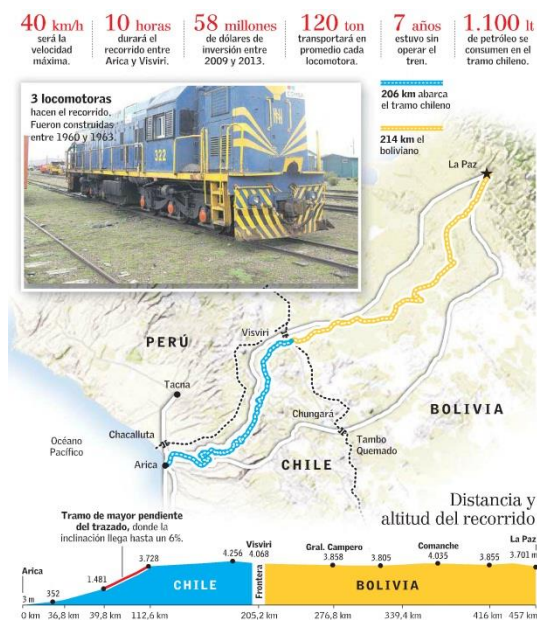 40 km/h
será la
velocidad
máxima.
10 horas
durará el
recorrido entre
Arica y Visviri.
58 millones
de dólares de
inversión entre
2009 y 2013.
120 ton
transportará en
promedio cada
locomotora.
7 años
estuvo sin
operar el
tren.
1.100 lt
de petróleo se
consumen en el
tramo chileno.
3 locomotoras
hacen el recorrido.
Fueron construidas
entre 1960 y 1963.
322
206 km abarca
el tramo chileno
214 km el
boliviano
La Paz
Visviri
PERÚ
Tacna
BOLIVIA
Chungará
Chacalluta
Océano
Pacífico
Tambo
Quemado
Arica
CHILE
Distancia y
altitud del recorrido
Tramo de mayor pendiente
del trazado, donde la
inclinación llega hasta un 6%.
Arica
3 m
352
1.481
3.728
4.256
Visviri
4.068
Gral. Campero
3.858
3.805
Comanche
4.035
3.855
La Paz
3.701 m
CHILE
Frontera
BOLIVIA
0 km
36,8 km
39,8 km
112,6 km
205,2 km
276,8 km
339,4 km
416 km
457 km